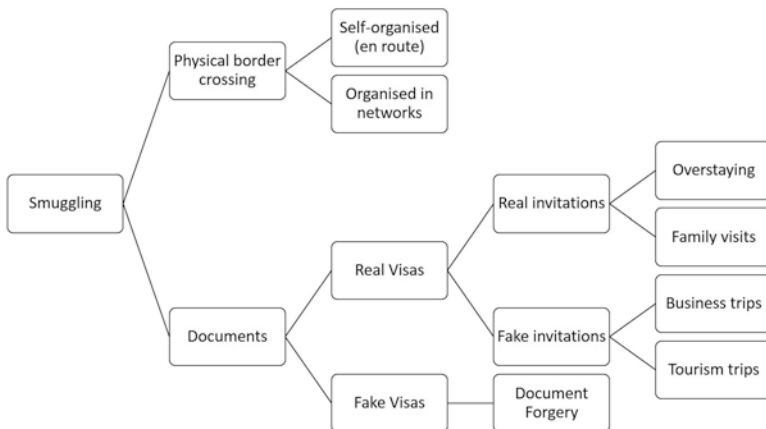 Self-organised
(en route)
Physical border
crossing
Organised in
networks
Overstaying
Smuggling
Real invitations
Family visits
Real Visas
Business trips
Documents
Fake invitations
Tourism trips
Fake Visas
Document
Forgery